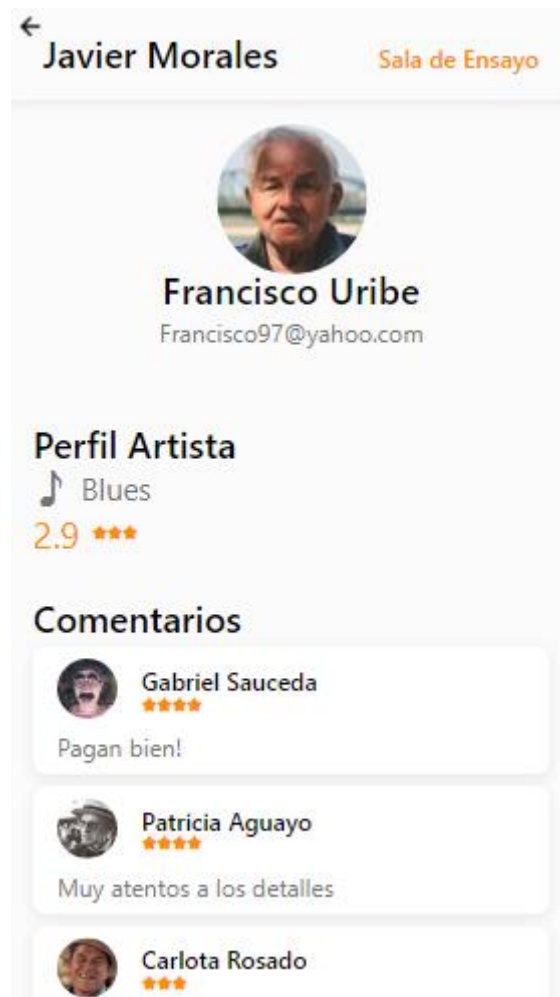 Javier Morales
Sala de Ensayo
Francisco Uribe
Francisco97@yahoo.com
Perfil Artista
Blues
2.9
Comentarios
Gabriel Sauceda
Pagan bien!
Patricia Aguayo
Muy atentos a los detalles
Carlota Rosado